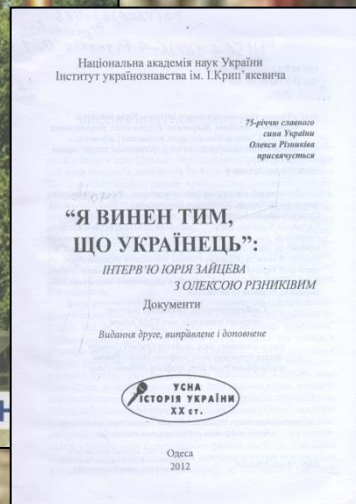 Національна академія наук України
Інститут українознавства ім. І.Крип’якевича
75-річчю славного
сина України
Олекси Різниківа
присвячується
“Я ВИНЕН ТИМ,
ЩО УКРАЇНЕЦЬ”:
ІНТЕРВ’Ю ЮРІЯ ЗАЙЦЕВА
З ОЛЕКСОЮ РІЗНИКІВИМ
Документи
Видання друге, виправлене і доповнене
УСНА
ІСТОРІЯ УКРАЇНИ
ХХ ст.
Одеса
2012